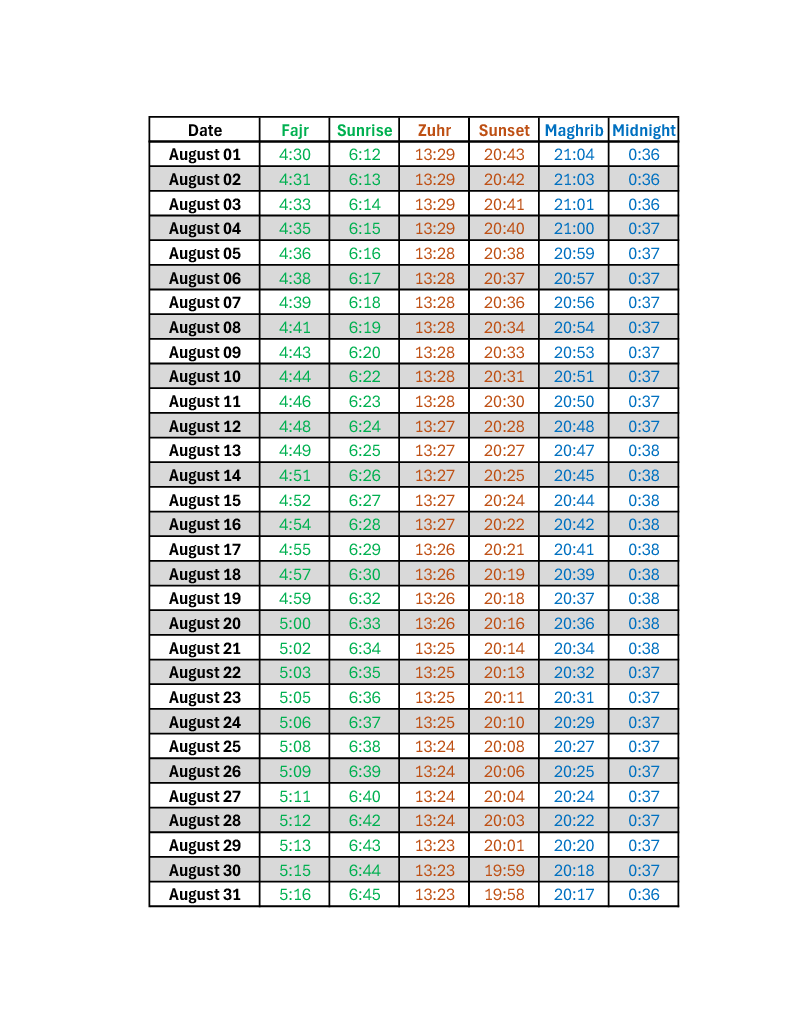 Date Fajr Sunrise Zuhr Sunset Maghrib Midnight
August 01 4:30 6:12 13:29 20:43 21:04 0:36
August 02 4:31 6:13 13:29 20:42 21:03 0:36
August 03 4:33 6:14 13:29 20:41 21:01 0:36
August 04 4:35 6:15 13:29 20:40 21:00 0:37
August 05 4:36 6:16 13:28 20:38 20:59 0:37
August 06 4:38 6:17 13:28 20:37 20:57 0:37
August 07 4:39 6:18 13:28 20:36 20:56 0:37
August 08 4:41 6:19 13:28 20:34 20:54 0:37
August 09 4:43 6:20 13:28 20:33 20:53 0:37
August 10 4:44 6:22 13:28 20:31 20:51 0:37
August 11 4:46 6:23 13:28 20:30 20:50 0:37
August 12 4:48 6:24 13:27 20:28 20:48 0:37
August 13 4:49 6:25 13:27 20:27 20:47 0:38
August 14 4:51 6:26 13:27 20:25 20:45 0:38
August 15 4:52 6:27 13:27 20:24 20:44 0:38
August 16 4:54 6:28 13:27 20:22 20:42 0:38
August 17 4:55 6:29 13:26 20:21 20:41 0:38
August 18 4:57 6:30 13:26 20:19 20:39 0:38
August 19 4:59 6:32 13:26 20:18 20:37 0:38
August 20 5:00 6:33 13:26 20:16 20:36 0:38
August 21 5:02 6:34 13:25 20:14 20:34 0:38
August 22 5:03 6:35 13:25 20:13 20:32 0:37
August 23 5:05 6:36 13:25 20:11 20:31 0:37
August 24 5:06 6:37 13:25 20:10 20:29 0:37
August 25 5:08 6:38 13:24 20:08 20:27 0:37
August 26 5:09 6:39 13:24 20:06 20:25 0:37
August 27 5:11 6:40 13:24 20:04 20:24 0:37
August 28 5:12 6:42 13:24 20:03 20:22 0:37
August 29 5:13 6:43 13:23 20:01 20:20 0:37
August 30 5:15 6:44 13:23 19:59 20:18 0:37
August 31 5:16 6:45 13:23 19:58 20:17 0:36